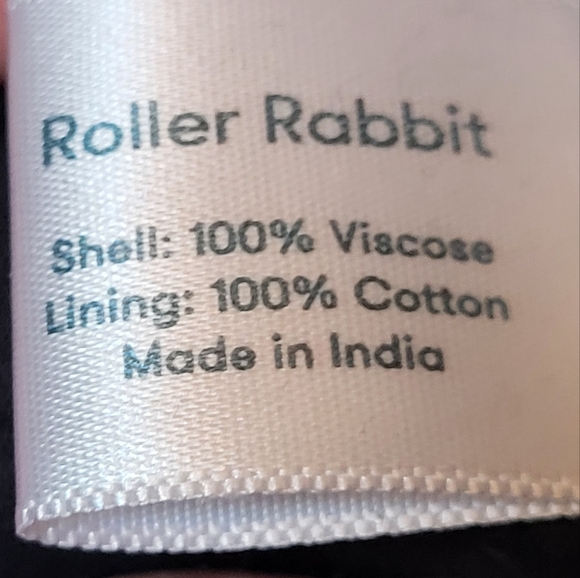 Roller Rabbit
Shell: 100% Viscose
Lining: 100% Cotton
Made in India